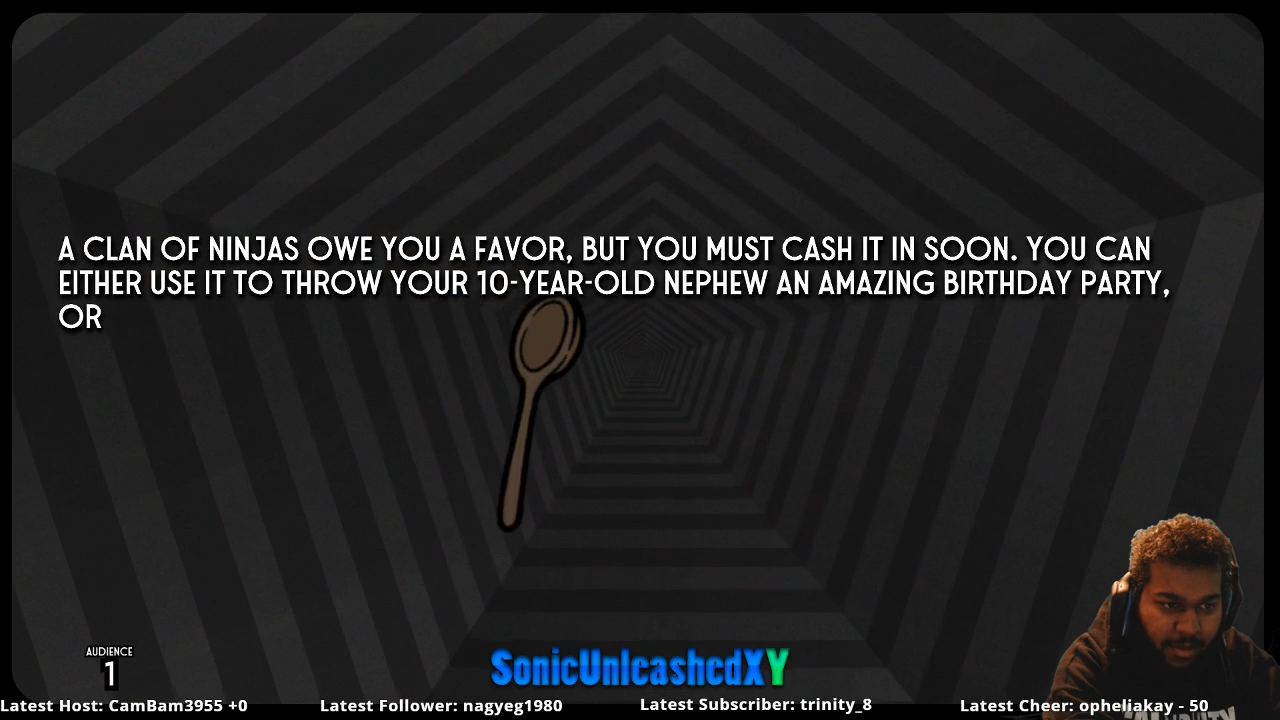 A CLAN OF NINJAS OWE YOU A FAVOR, BUT YOU MUST CASH IT IN SOON. YOU CAN
EITHER USE IT TO THROW YOUR 10-YEAR-OLD NEPHEW AN AMAZING BIRTHDAY PARTY,
OR
AUDIENCE
1
SonicUnleashedXY
Latest Host: CamBam3955 +0
Latest Follower: nagyeg1980
Latest Subscriber: trinity_8
Latest Cheer: opheliakay - 50